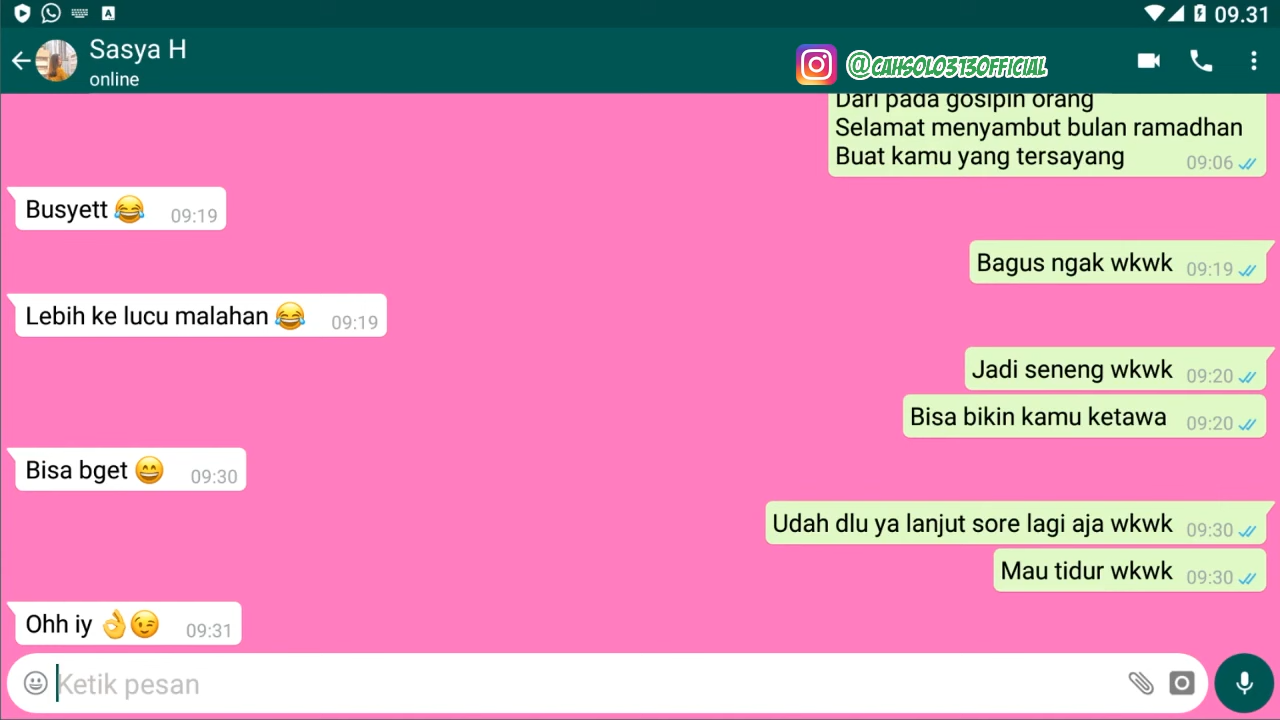 09.31
Sasya H
online
@CAHSOLO313OFFICIAL
Dari pada gosipin orang
Selamat menyambut bulan ramadhan
Buat kamu yang tersayang 09:06
Busyett 😂 09:19
Bagus ngak wkwk 09:19
Lebih ke lucu malahan 😂 09:19
Jadi seneng wkwk 09:20
Bisa bikin kamu ketawa 09:20
Bisa bget 😄 09:30
Udah dlu ya lanjut sore lagi aja wkwk 09:30
Mau tidur wkwk 09:30
Ohh iy 👌😉 09:31
Ketik pesan